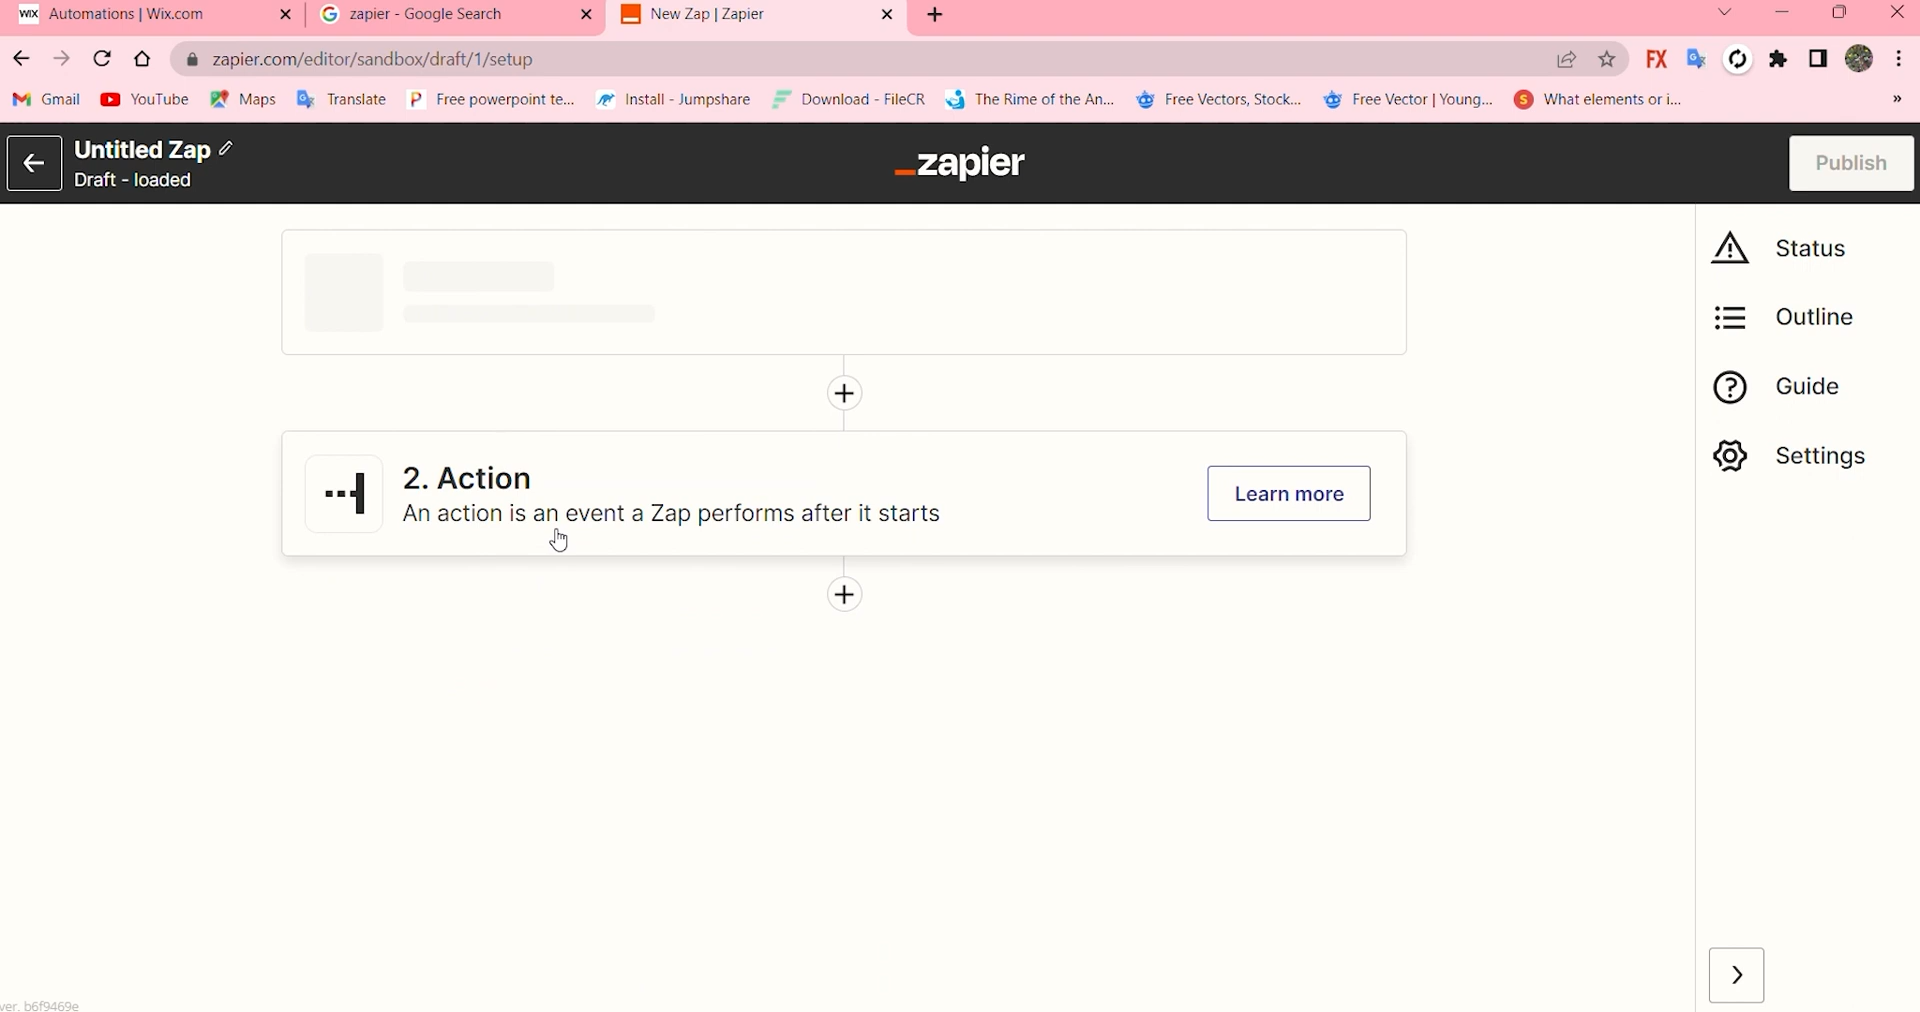 WIX Automations | Wix.com
zapier - Google Search
New Zap | Zapier
zapier.com/editor/sandbox/draft/1/setup
FX
Gmail
YouTube
Maps
Translate
Free powerpoint te...
Install - Jumpshare
Download - FileCR
The Rime of the An...
Free Vectors, Stock...
Free Vector | Young...
What elements or i...
»
Untitled Zap
Draft - loaded
_zapier
Publish
Status
Outline
Guide
Settings
2. Action
An action is an event a Zap performs after it starts
Learn more
ver. b6f9469e